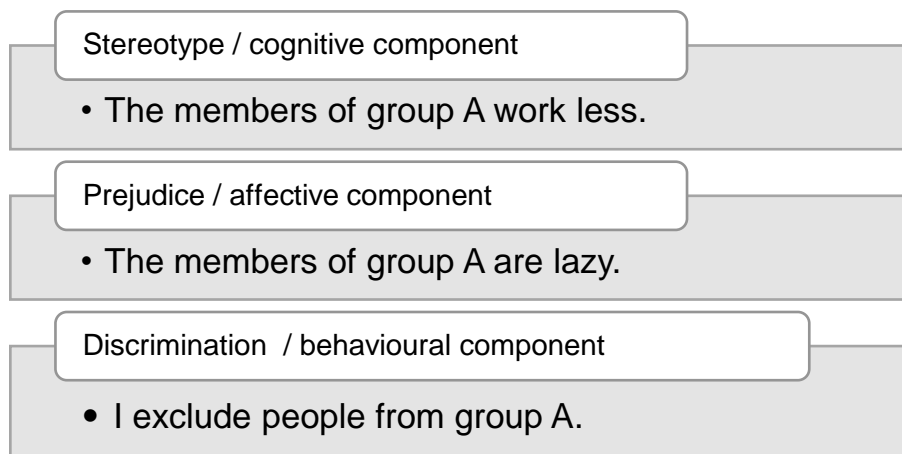 Stereotype / cognitive component
• The members of group A work less.
Prejudice / affective component
• The members of group A are lazy.
Discrimination / behavioural component
• I exclude people from group A.